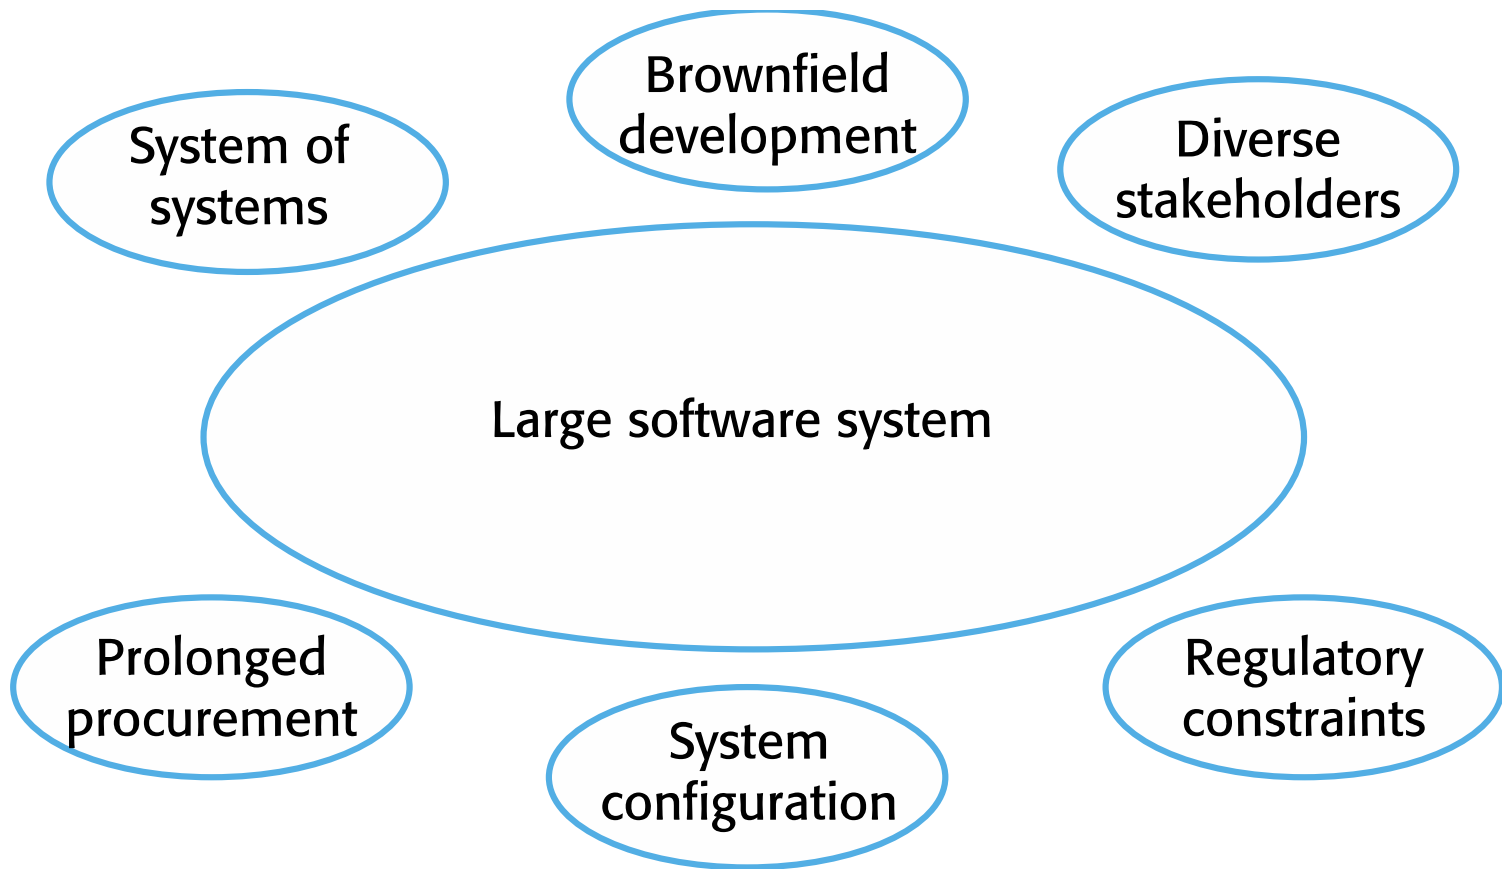 Brownfield
development
System of
systems
Diverse
stakeholders
Large software system
Prolonged
procurement
System
configuration
Regulatory
constraints